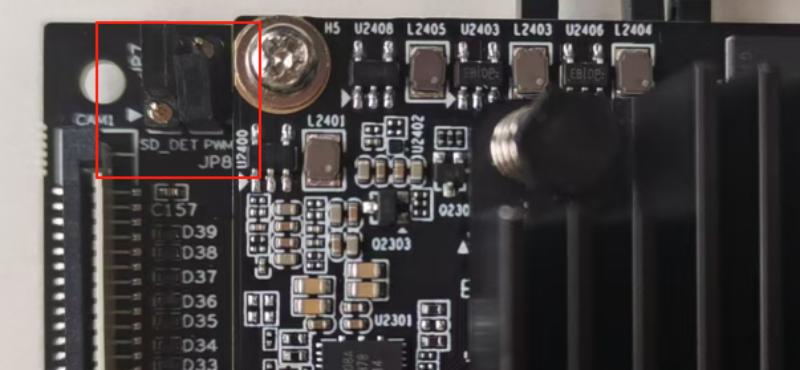 H5 U2408 L2405 U2403 L2403 U2406 L2404
JP7
CAM1
SD_DET PWM
JP8
U2400
L2401
U2402
C157
Q2303
D39
D38
D37
D36
D35
U2301
D34
D33